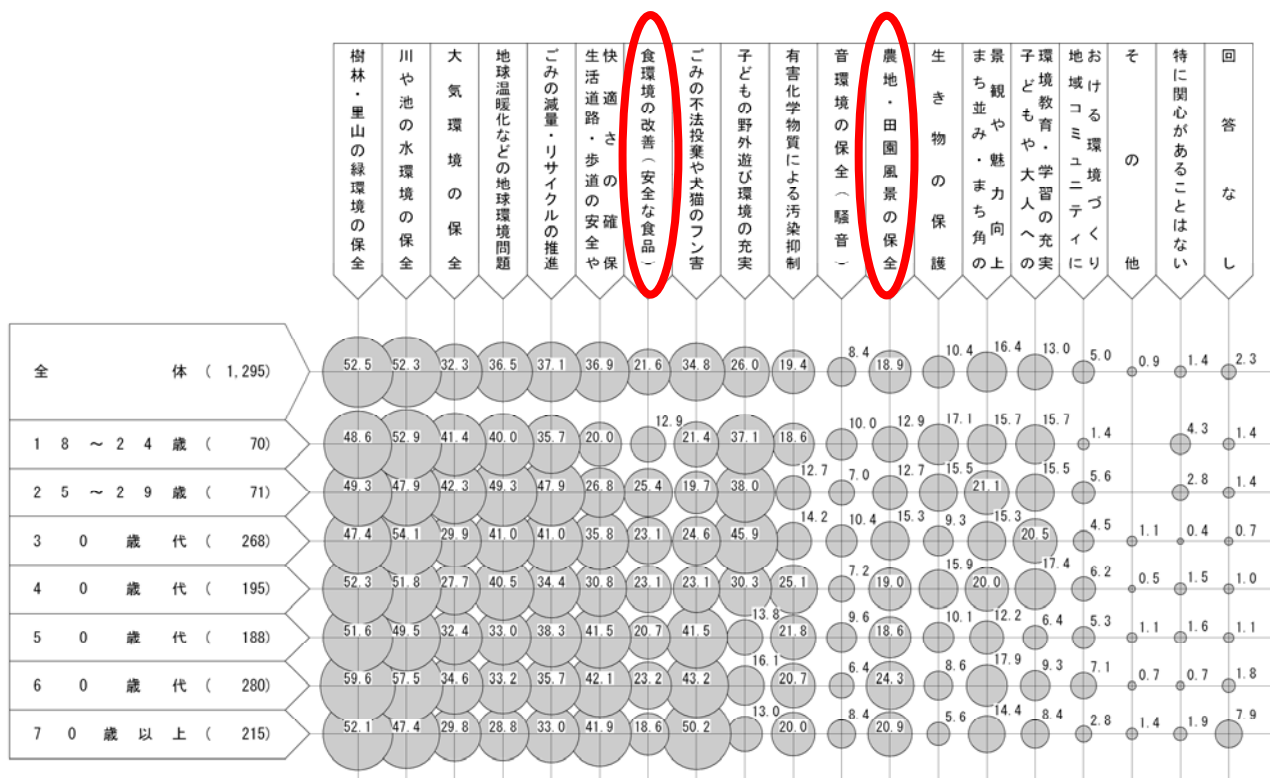 樹林・里山の緑環境の保全
川や池の水環境の保全
大気環境の保全
地球温暖化などの地球環境問題
ごみの減量・リサイクルの推進
生活道路・歩道の安全や
快適さの確保
食環境の改善（安全な食品）
ごみの不法投棄や犬猫のフン害
子どもの野外遊び環境の充実
有害化学物質による汚染抑制
音環境の保全（騒音）
農地・田園風景の保全
生き物の保護
まち並み・まち角の
景観や魅力向上
子どもや大人への
環境教育・学習の充実
地域コミュニティに
おける環境づくり
その他
特に関心があることはない
回答なし
全体 ( 1,295) 52.5 52.3 32.3 36.5 37.1 36.9 21.6 34.8 26.0 19.4 8.4 18.9 10.4 16.4 13.0 5.0 0.9 1.4 2.3
18～24歳 ( 70) 48.6 52.9 41.4 40.0 35.7 20.0 12.9 21.4 37.1 18.6 10.0 12.9 17.1 15.7 15.7 1.4 4.3 1.4
25～29歳 ( 71) 49.3 47.9 42.3 49.3 47.9 26.8 25.4 19.7 38.0 12.7 7.0 12.7 15.5 21.1 15.5 5.6 2.8 1.4
30歳代 ( 268) 47.4 54.1 29.9 41.0 41.0 35.8 23.1 24.6 45.9 14.2 10.4 15.3 9.3 15.3 20.5 4.5 1.1 0.4 0.7
40歳代 ( 195) 52.3 51.8 27.7 40.5 34.4 30.8 23.1 23.1 30.3 25.1 7.2 19.0 15.9 20.0 17.4 6.2 0.5 1.5 1.0
50歳代 ( 188) 51.6 49.5 32.4 33.0 38.3 41.5 20.7 41.5 13.8 21.8 9.6 18.6 10.1 12.2 6.4 5.3 1.1 1.6 1.1
60歳代 ( 280) 59.6 57.5 34.6 33.2 35.7 42.1 23.2 43.2 16.1 20.7 6.4 24.3 8.6 17.9 9.3 7.1 0.7 0.7 1.8
70歳以上 ( 215) 52.1 47.4 29.8 28.8 33.0 41.9 18.6 50.2 13.0 20.0 8.4 20.9 5.6 14.4 8.4 2.8 1.4 1.9 7.9